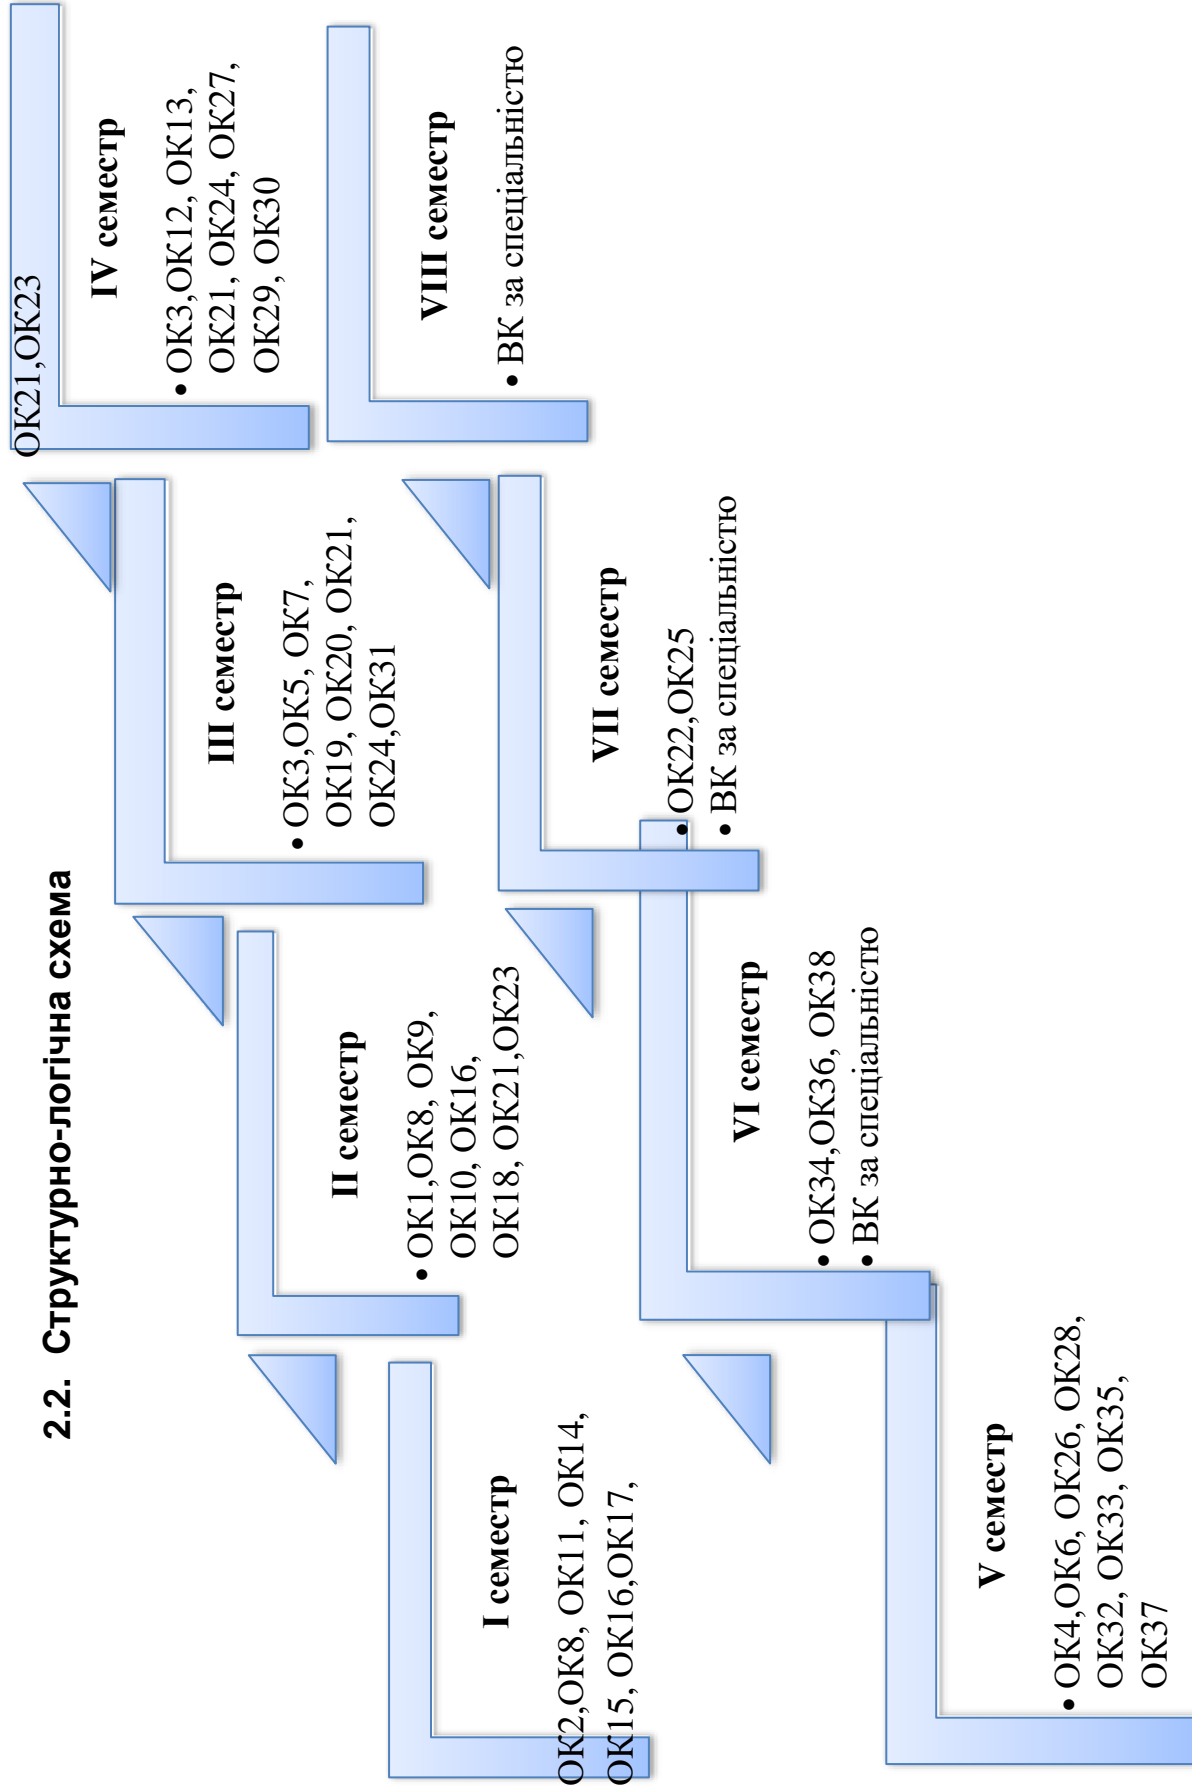 2.2. Структурно-логічна схема
I семестр
ОК2,ОК8, ОК11, ОК14,
ОК15, ОК16,ОК17,
ОК21,ОК23
II семестр
• ОК1,ОК8, ОК9,
ОК10, ОК16,
ОК18, ОК21,ОК23
III семестр
• ОК3,ОК5, ОК7,
ОК19, ОК20, ОК21,
ОК24,ОК31
IV семестр
• ОК3,ОК12, ОК13,
ОК21, ОК24, ОК27,
ОК29, ОК30
V семестр
• ОК4,ОК6, ОК26, ОК28,
ОК32, ОК33, ОК35,
ОК37
VI семестр
• ОК34,ОК36, ОК38
• ВК за спеціальністю
VII семестр
• ОК22,ОК25
• ВК за спеціальністю
VIII семестр
• ВК за спеціальністю